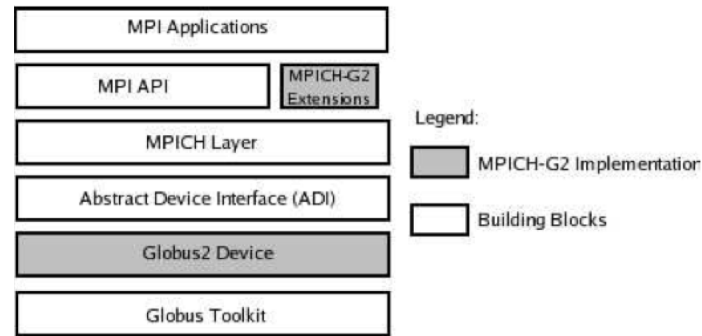 MPI Applications
MPI API
MPICH-G2
Extensions
MPICH Layer
Abstract Device Interface (ADI)
Globus2 Device
Globus Toolkit
Legend:
MPICH-G2 Implementation
Building Blocks